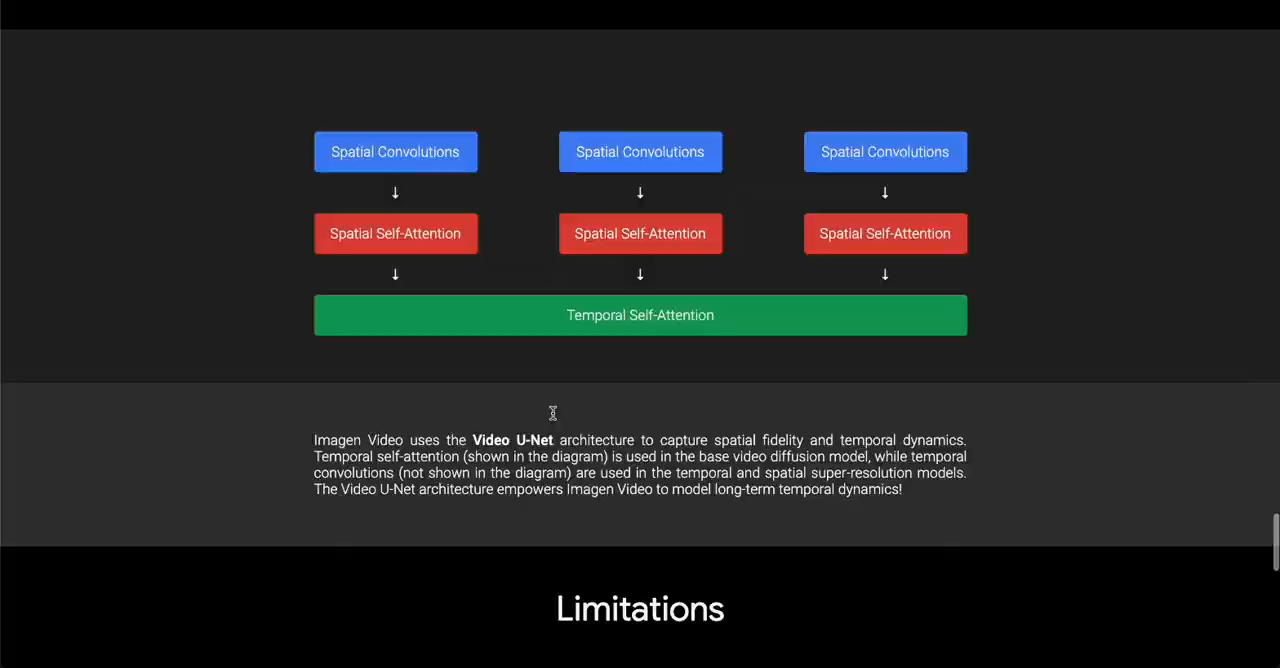 Spatial Convolutions Spatial Convolutions Spatial Convolutions
↓ ↓ ↓
Spatial Self-Attention Spatial Self-Attention Spatial Self-Attention
↓ ↓ ↓
Temporal Self-Attention
Imagen Video uses the Video U-Net architecture to capture spatial fidelity and temporal dynamics.
Temporal self-attention (shown in the diagram) is used in the base video diffusion model, while temporal
convolutions (not shown in the diagram) are used in the temporal and spatial super-resolution models.
The Video U-Net architecture empowers Imagen Video to model long-term temporal dynamics!
Limitations